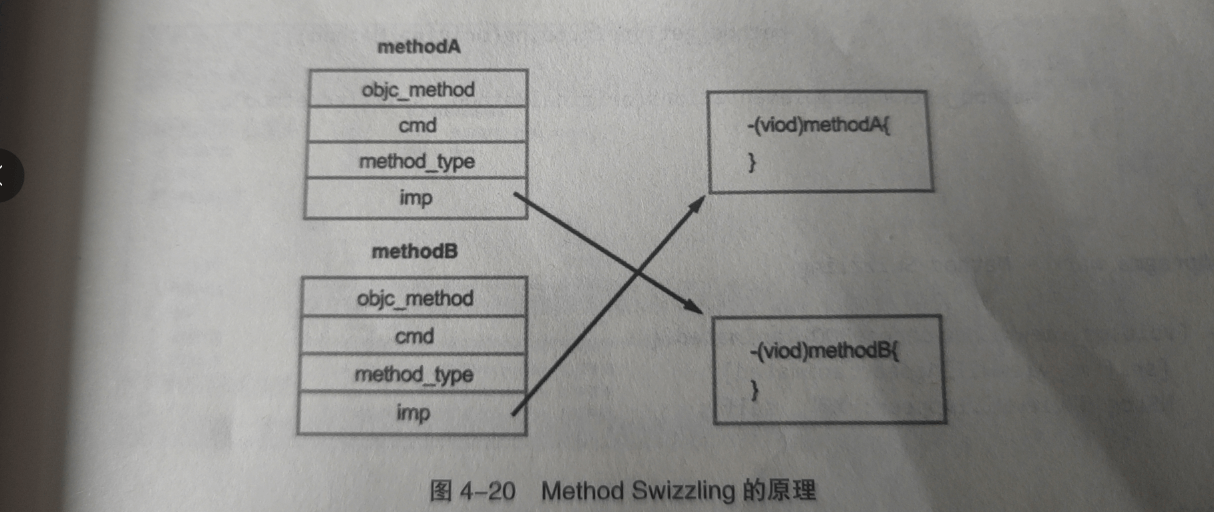 methodA
objc_method
cmd
method_type
imp
-(viod)methodA{
}
methodB
objc_method
cmd
method_type
imp
-(viod)methodB{
}
图 4-20 Method Swizzling 的原理